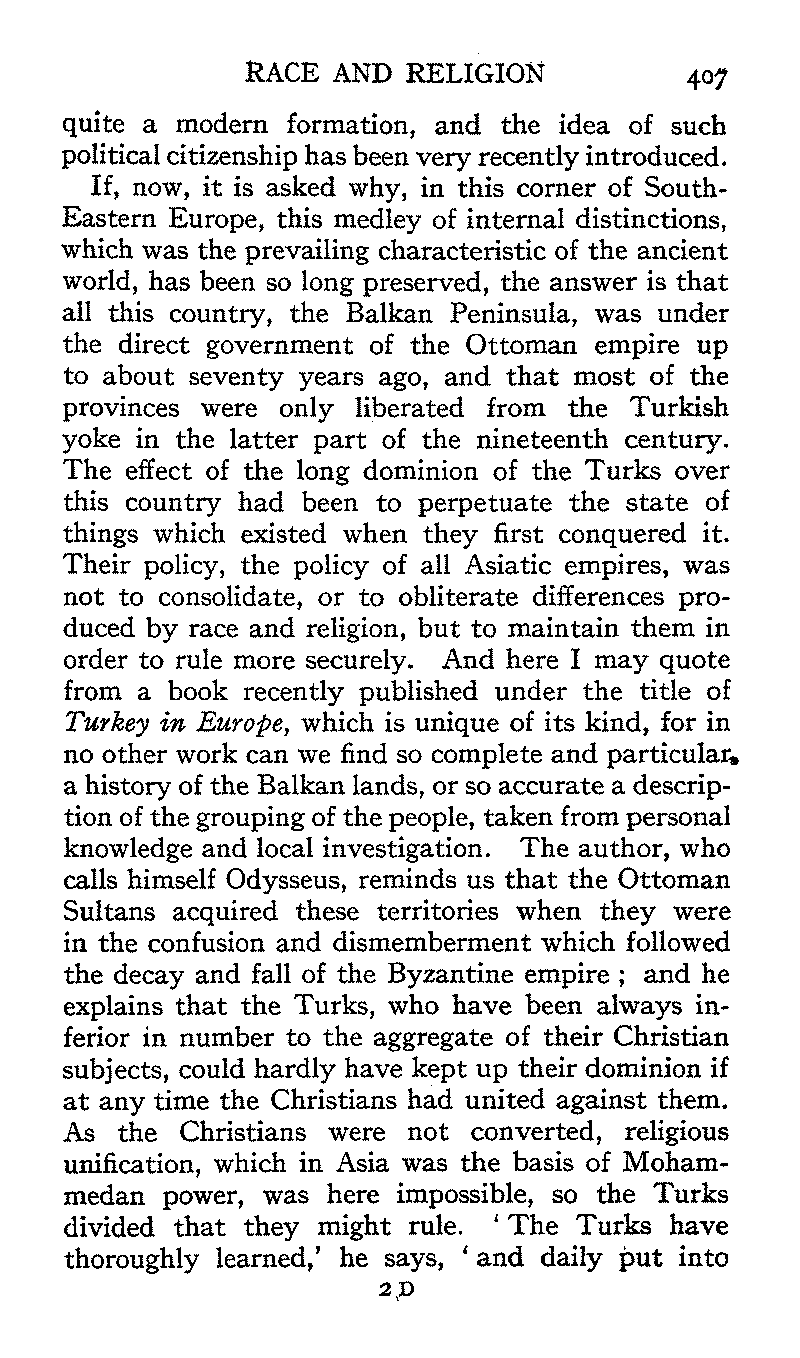 RACE AND RELIGION 407
quite a modern formation, and the idea of such
political citizenship has been very recently introduced.
If, now, it is asked why, in this corner of South-
Eastern Europe, this medley of internal distinctions,
which was the prevailing characteristic of the ancient
world, has been so long preserved, the answer is that
all this country, the Balkan Peninsula, was under
the direct government of the Ottoman empire up
to about seventy years ago, and that most of the
provinces were only liberated from the Turkish
yoke in the latter part of the nineteenth century.
The effect of the long dominion of the Turks over
this country had been to perpetuate the state of
things which existed when they first conquered it.
Their policy, the policy of all Asiatic empires, was
not to consolidate, or to obliterate differences pro-
duced by race and religion, but to maintain them in
order to rule more securely. And here I may quote
from a book recently published under the title of
Turkey in Europe, which is unique of its kind, for in
no other work can we find so complete and particular
a history of the Balkan lands, or so accurate a descrip-
tion of the grouping of the people, taken from personal
knowledge and local investigation. The author, who
calls himself Odysseus, reminds us that the Ottoman
Sultans acquired these territories when they were
in the confusion and dismemberment which followed
the decay and fall of the Byzantine empire ; and he
explains that the Turks, who have been always in-
ferior in number to the aggregate of their Christian
subjects, could hardly have kept up their dominion if
at any time the Christians had united against them.
As the Christians were not converted, religious
unification, which in Asia was the basis of Moham-
medan power, was here impossible, so the Turks
divided that they might rule. ‘ The Turks have
thoroughly learned,’ he says, ‘ and daily put into
2 D